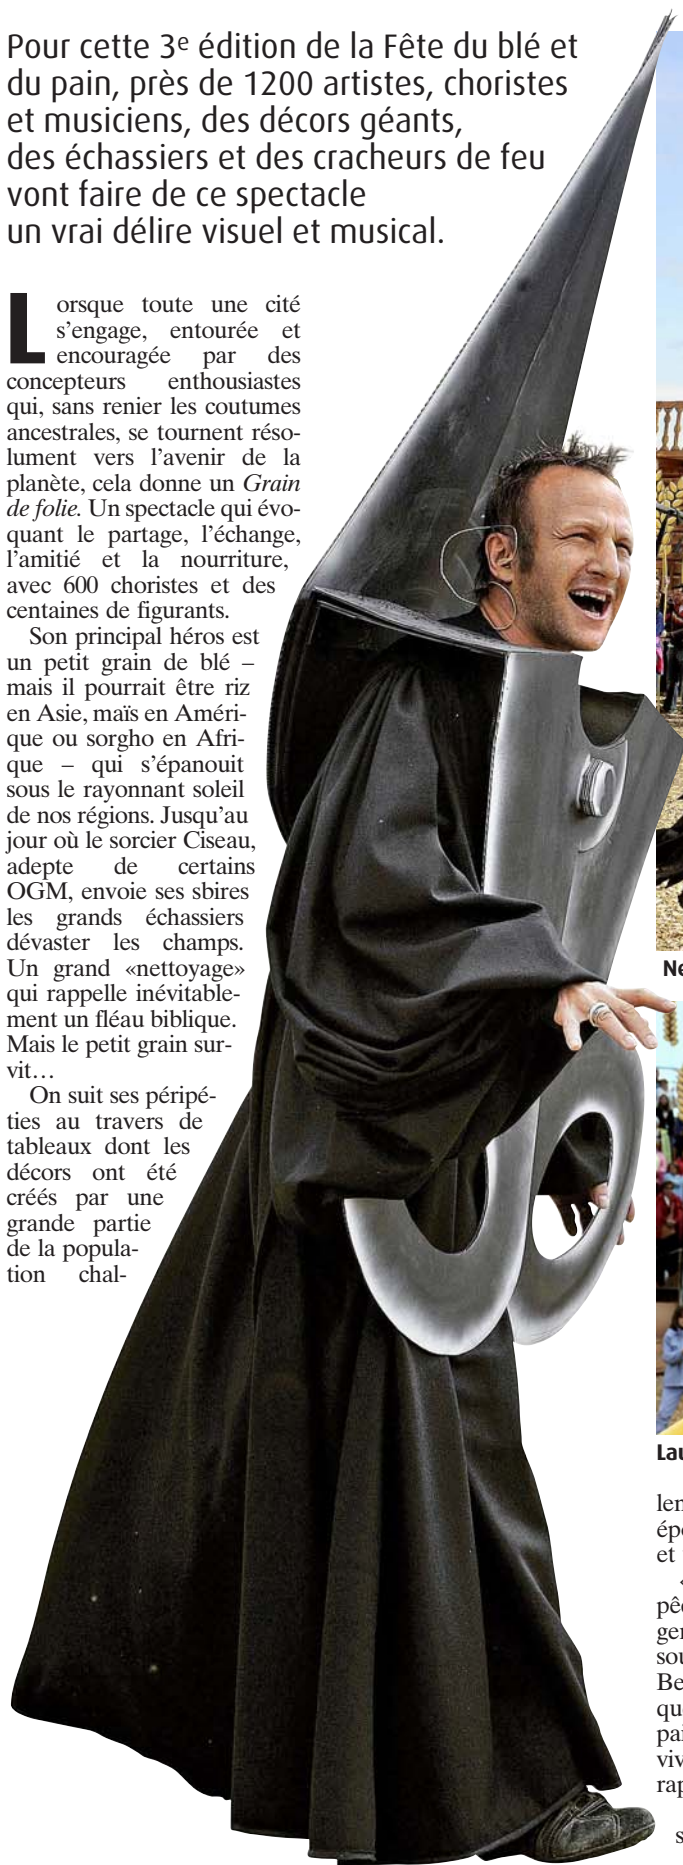 Pour cette 3e édition de la Fête du blé et
du pain, près de 1200 artistes, choristes
et musiciens, des décors géants,
des échassiers et des cracheurs de feu
vont faire de ce spectacle
un vrai délire visuel et musical.
Lorsque toute une cité
s’engage, entourée et
encouragée par des
concepteurs enthousiastes
qui, sans renier les coutumes
ancestrales, se tournent réso-
lument vers l’avenir de la
planète, cela donne un Grain
de folie. Un spectacle qui évo-
quant le partage, l’échange,
l’amitié et la nourriture,
avec 600 choristes et des
centaines de figurants.
Son principal héros est
un petit grain de blé –
mais il pourrait être riz
en Asie, maïs en Améri-
que ou sorgho en Afri-
que – qui s’épanouit
sous le rayonnant soleil
de nos régions. Jusqu’au
jour où le sorcier Ciseau,
adepte de certains
OGM, envoie ses sbires
les grands échassiers
dévaster les champs.
Un grand «nettoyage»
qui rappelle inévitable-
ment un fléau biblique.
Mais le petit grain sur-
vit…
On suit ses péripé-
ties au travers de
tableaux dont les
décors ont été
créés par une
grande partie
de la popula-
tion chal-
et